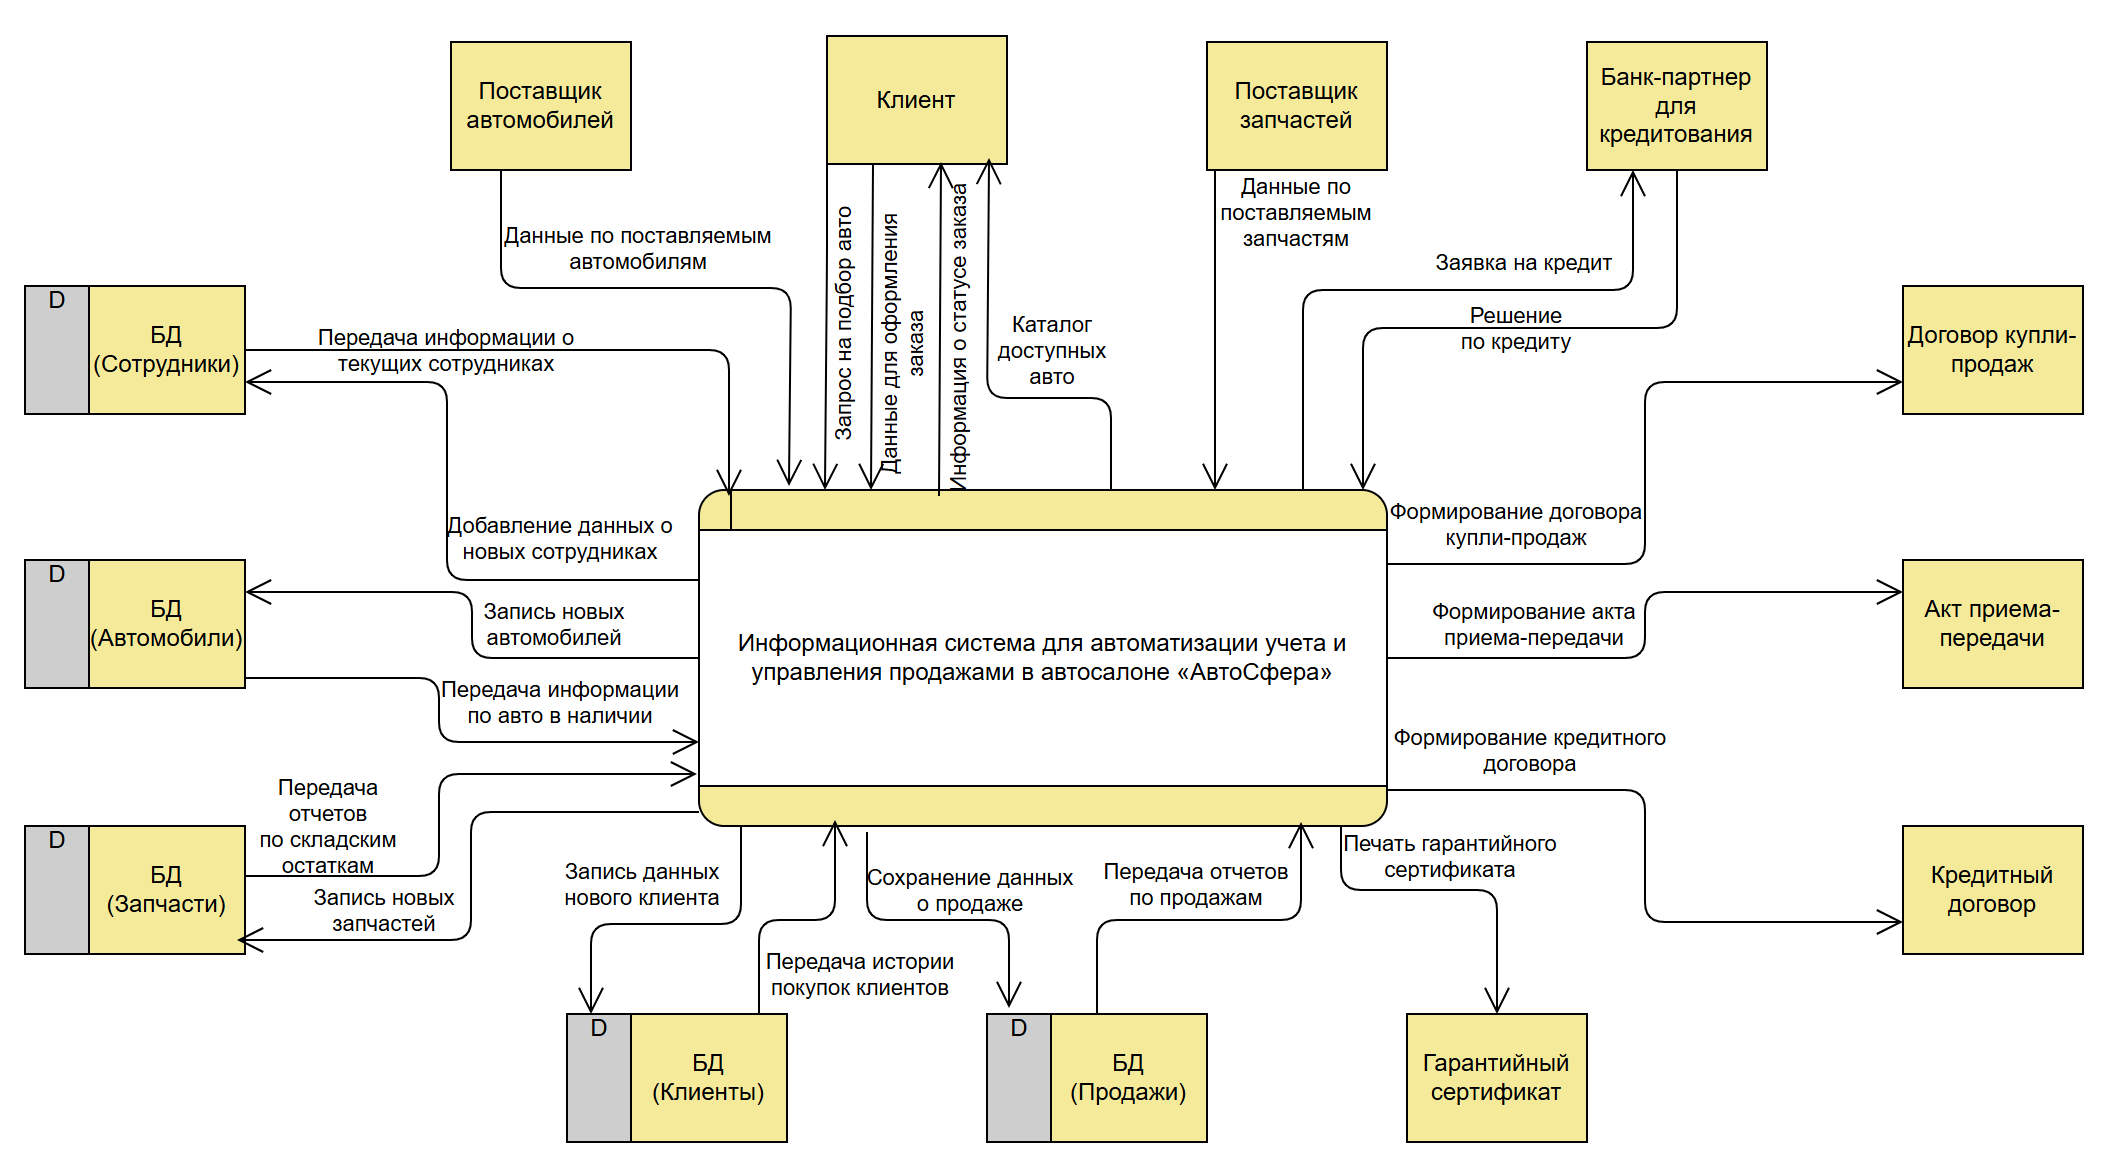 Поставщик
автомобилей
Клиент
Поставщик
запчастей
Банк-партнер
для
кредитования
Данные по поставляемым
автомобилям
Запрос на подбор авто
Данные для оформления
заказа
Информация о статусе заказа
Каталог
доступных
авто
Данные по
поставляемым
запчастям
Заявка на кредит
Решение
по кредиту
D
БД
(Сотрудники)
Передача информации о
текущих сотрудниках
Договор купли-
продаж
Добавление данных о
новых сотрудниках
Формирование договора
купли-продаж
D
БД
(Автомобили)
Запись новых
автомобилей
Информационная система для автоматизации учета и
управления продажами в автосалоне «АвтоСфера»
Формирование акта
приема-передачи
Акт приема-
передачи
Передача информации
по авто в наличии
Формирование кредитного
договора
Передача
отчетов
по складским
остаткам
D
БД
(Запчасти)
Запись новых
запчастей
Запись данных
нового клиента
Сохранение данных
о продаже
Передача отчетов
по продажам
Печать гарантийного
сертификата
Кредитный
договор
Передача истории
покупок клиентов
D
БД
(Клиенты)
D
БД
(Продажи)
Гарантийный
сертификат